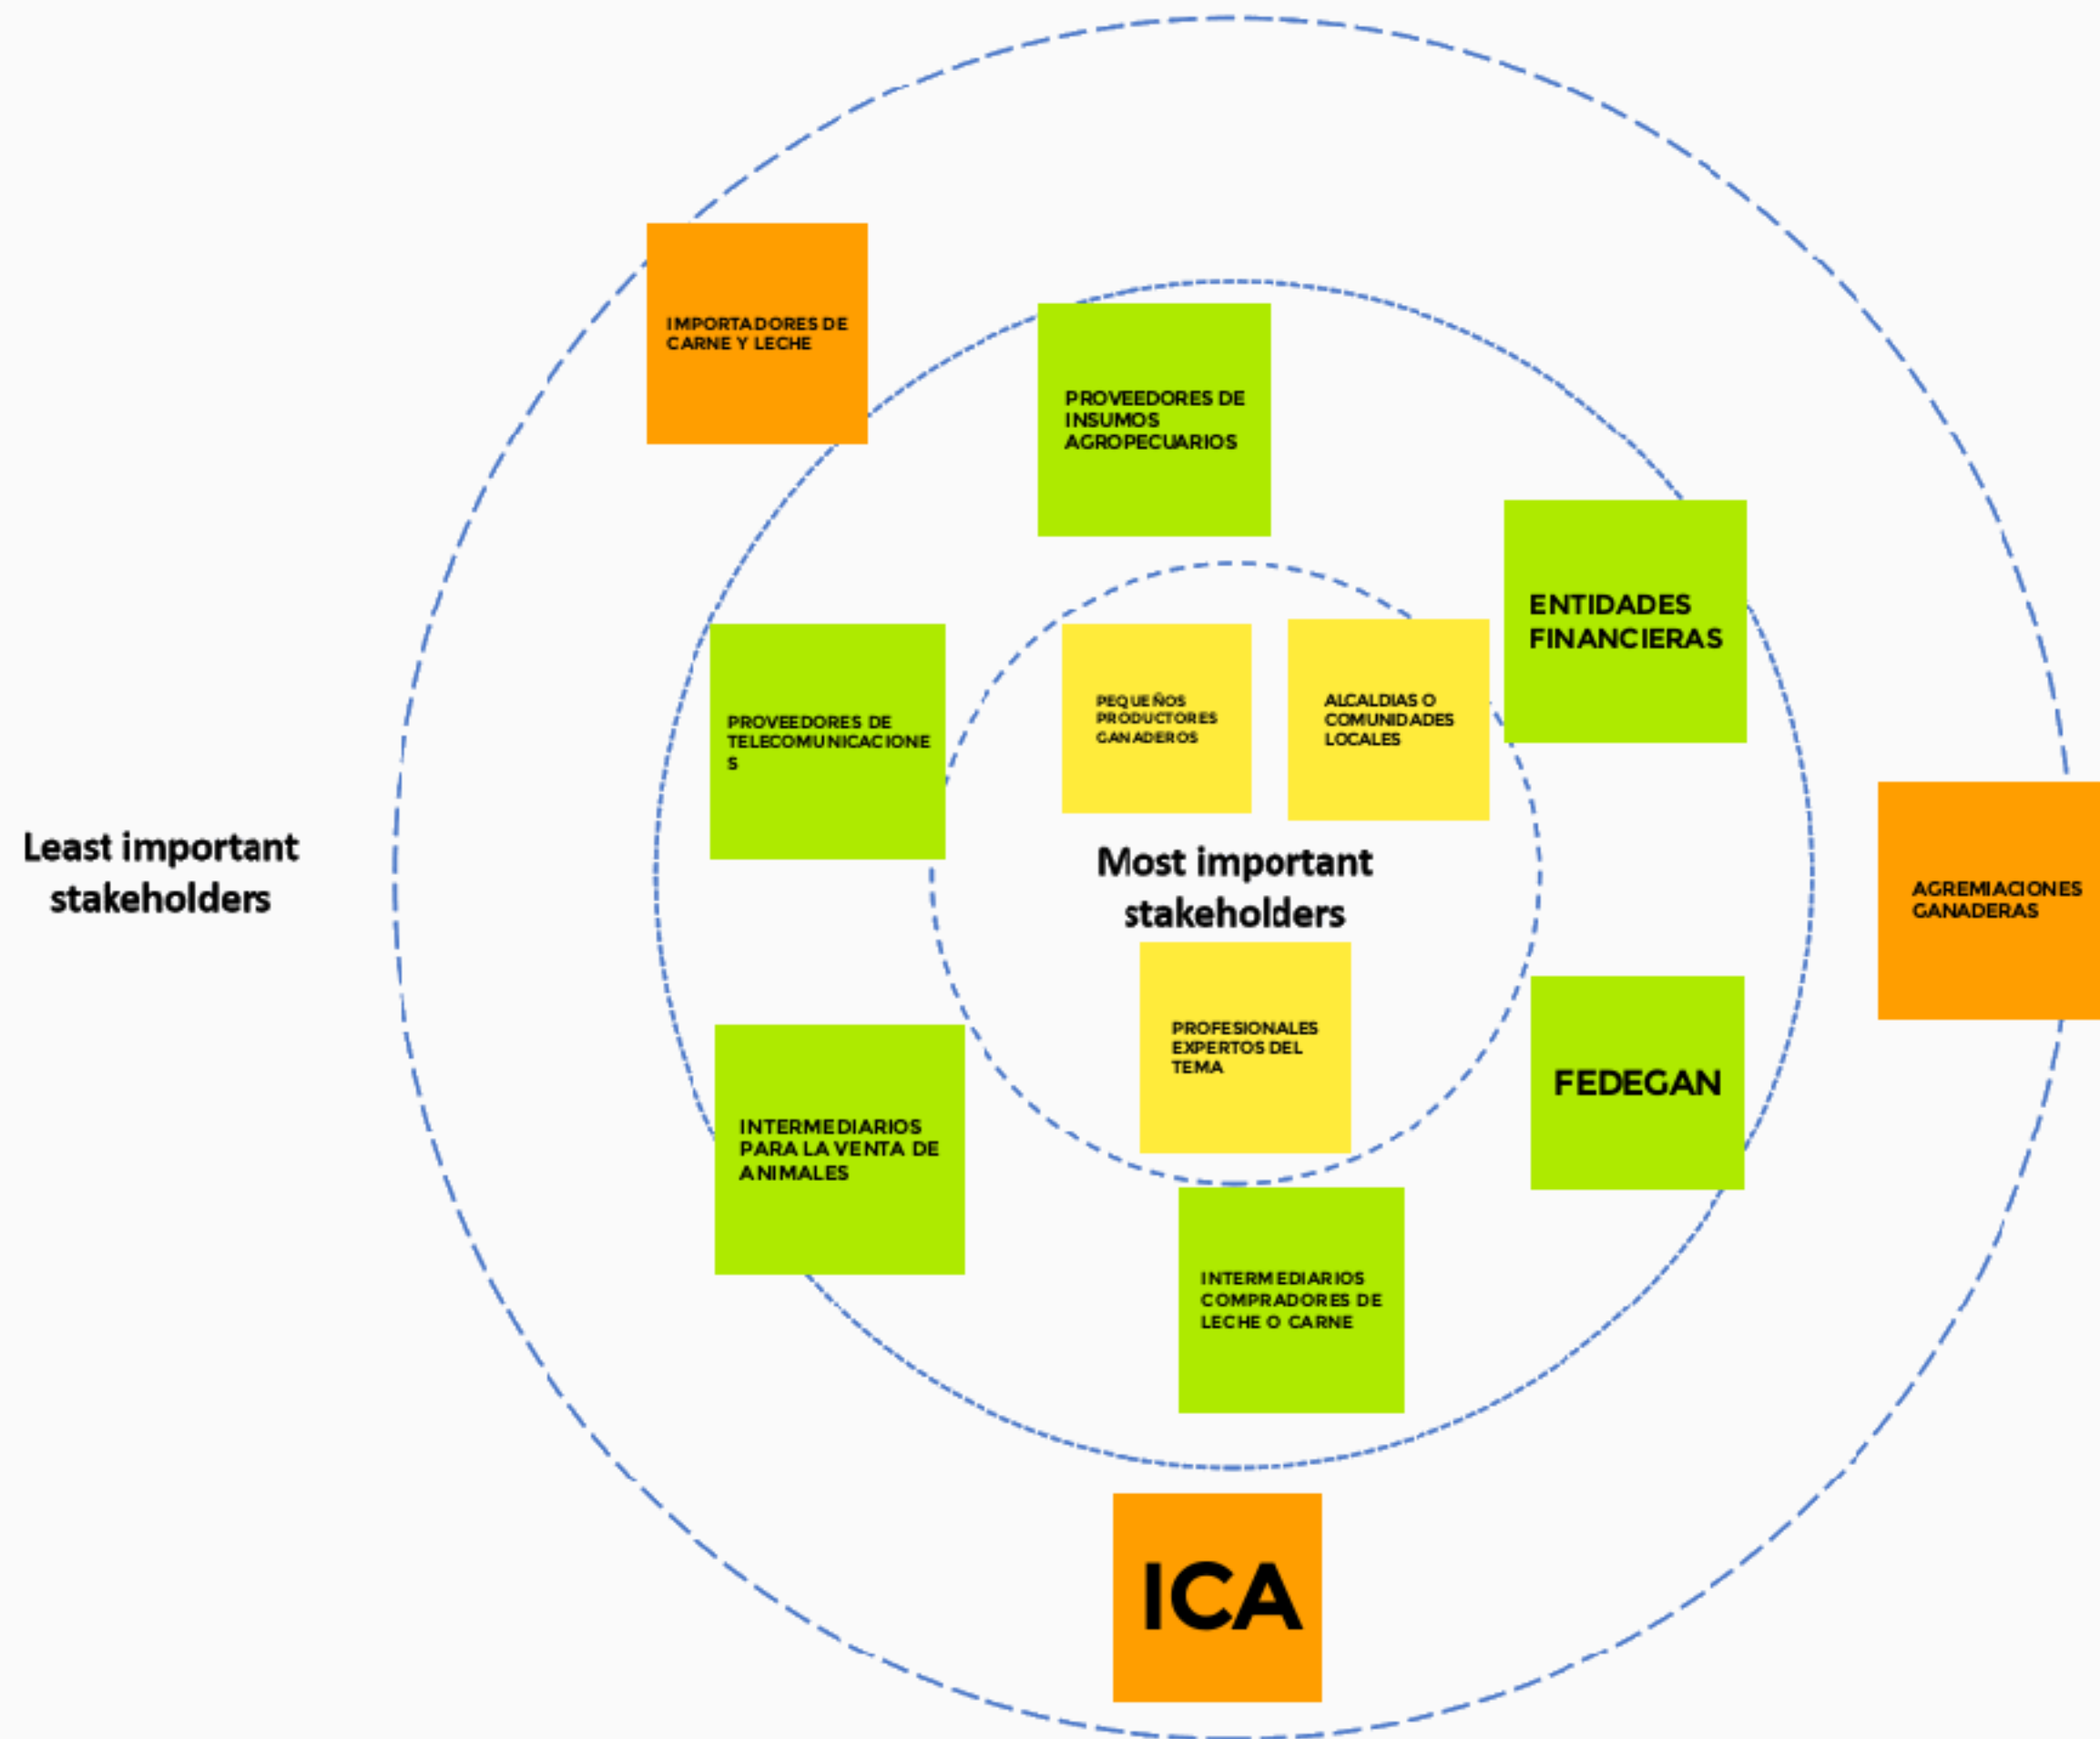 IMPORTADORES DE
CARNE Y LECHE
PROVEEDORES DE
INSUMOS
AGROPECUARIOS
ENTIDADES
FINANCIERAS
PROVEEDORES DE
TELECOMUNICACIONE
S
PEQUEÑOS
PRODUCTORES
GANADEROS
ALCALDIAS O
COMUNIDADES
LOCALES
Least important
stakeholders
Most important
stakeholders
AGREMIACIONES
GANADERAS
PROFESIONALES
EXPERTOS DEL
TEMA
FEDEGAN
INTERMEDIARIOS
PARA LA VENTA DE
ANIMALES
INTERMEDIARIOS
COMPRADORES DE
LECHE O CARNE
ICA